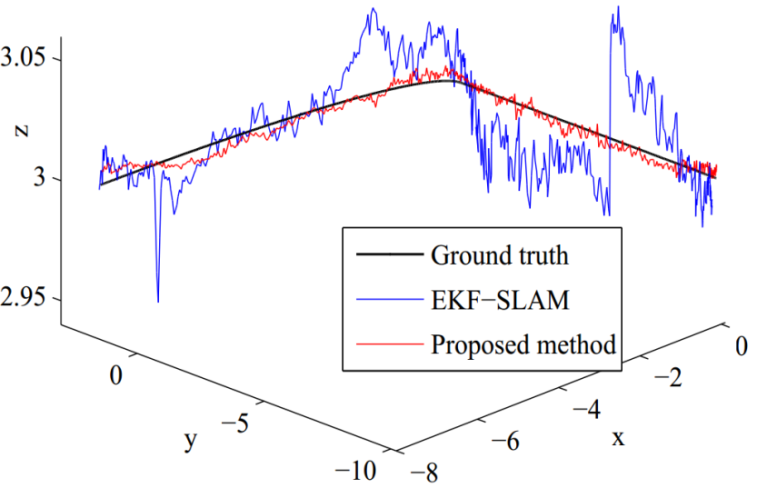 3.05
z
3
2.95
Ground truth
EKF−SLAM
Proposed method
0
−5
−10
y
−8
−6
−4
−2
0
x